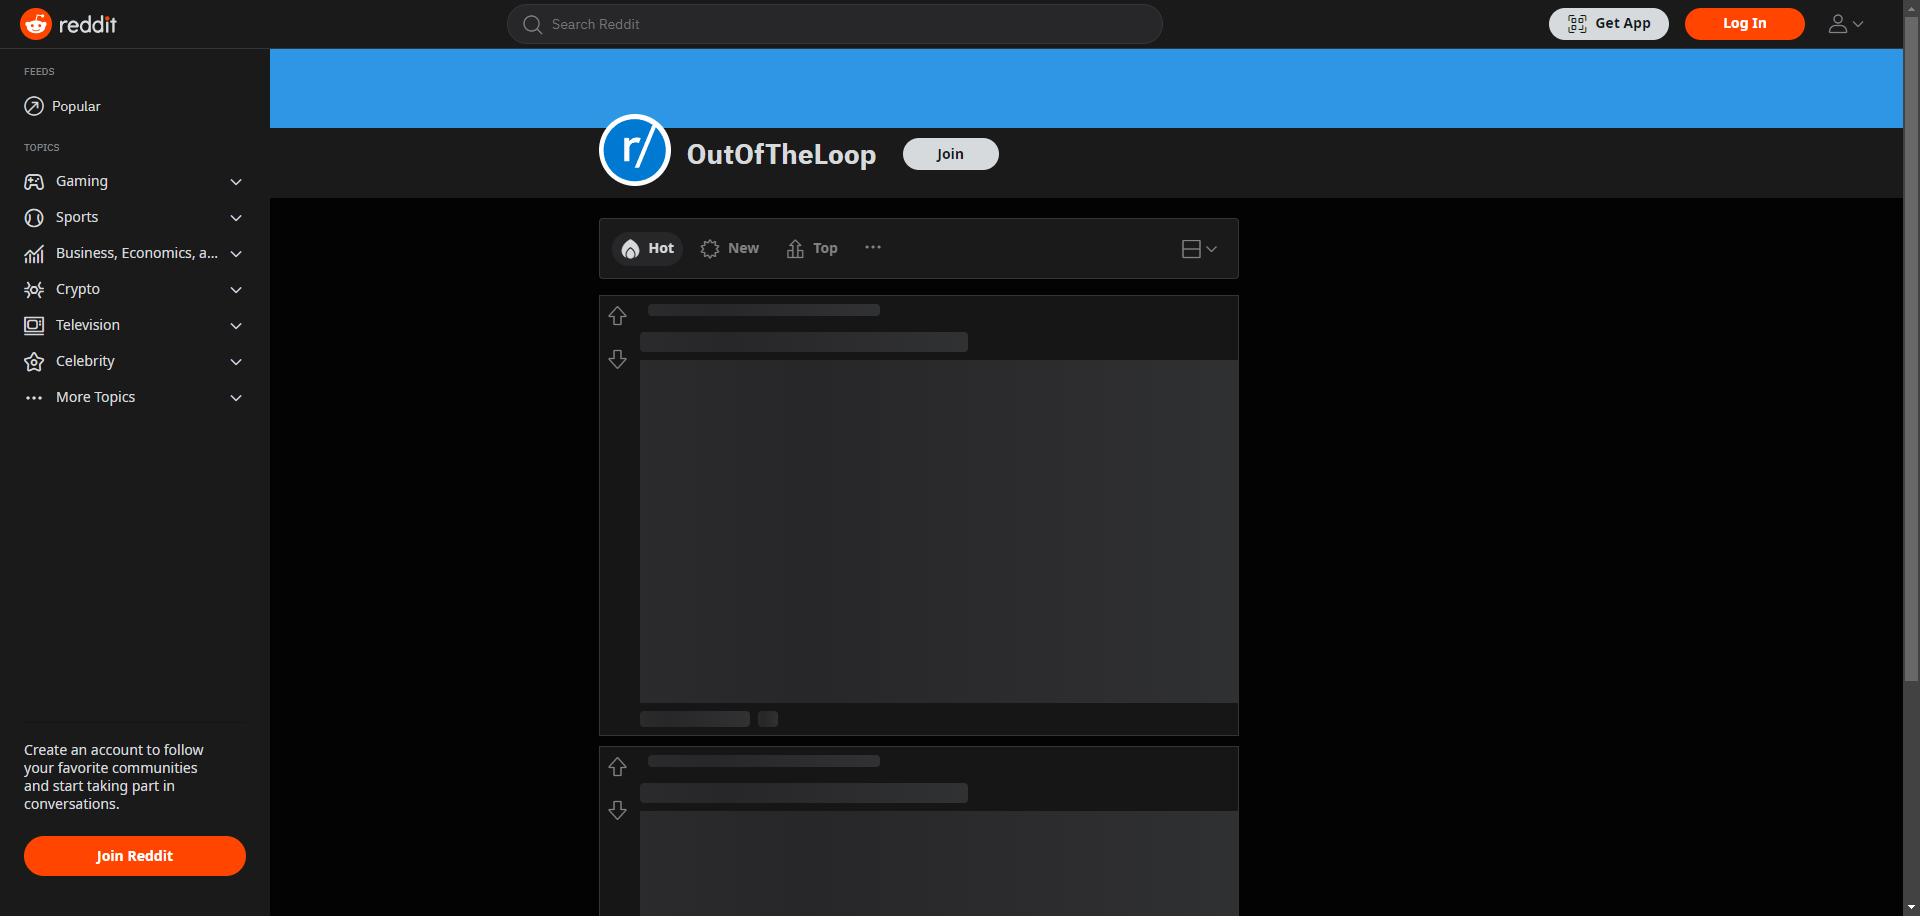 reddit
Search Reddit
Get App
Log In
FEEDS
Popular
TOPICS
Gaming
Sports
Business, Economics, a...
Crypto
Television
Celebrity
More Topics
Create an account to follow
your favorite communities
and start taking part in
conversations.
Join Reddit
r/
OutOfTheLoop
Join
Hot
New
Top